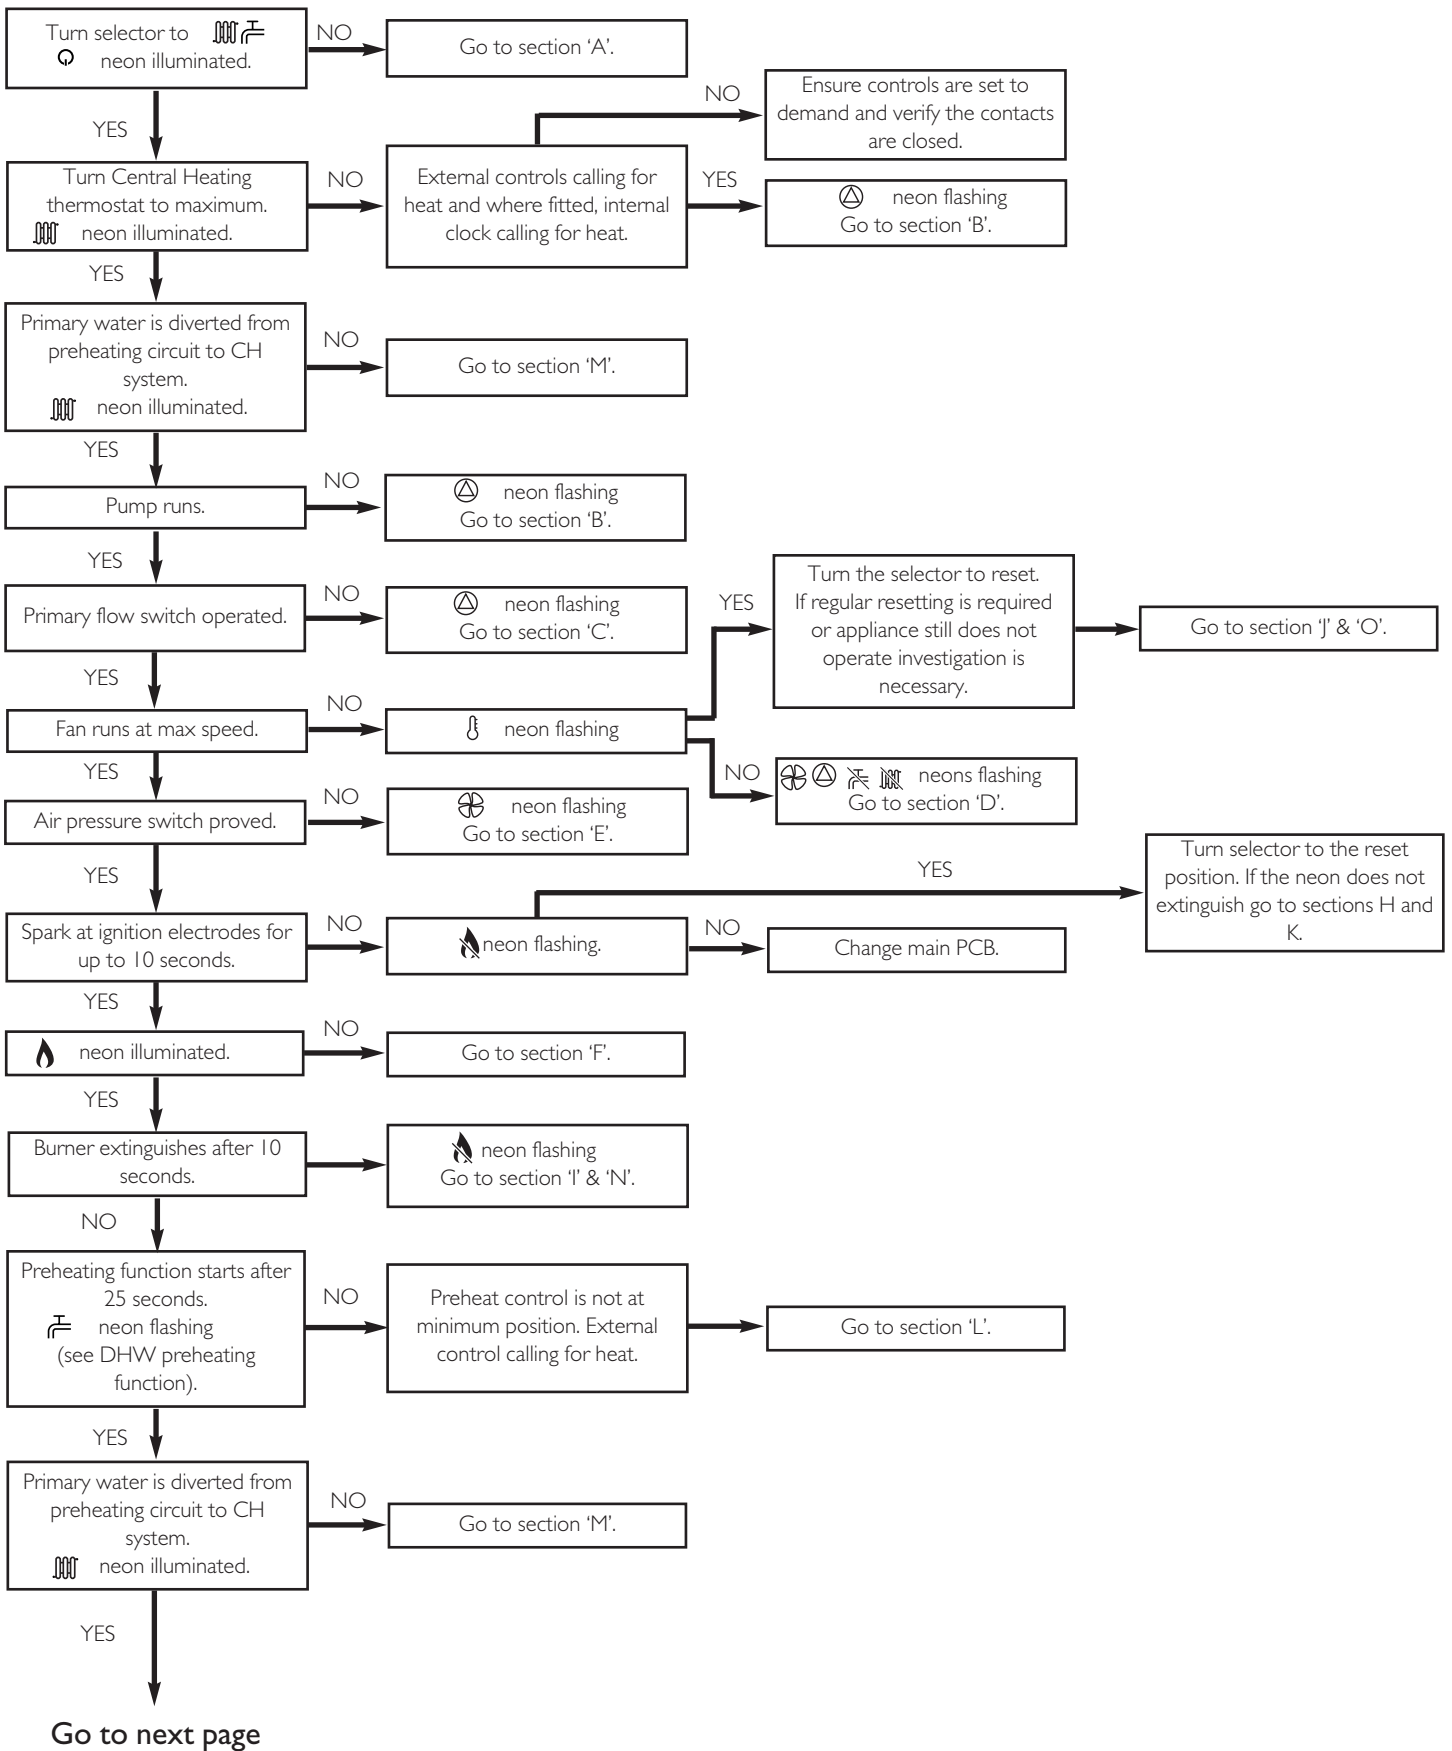 Turn selector to
neon illuminated.
NO
Go to section ‘A’.
YES
Turn Central Heating
thermostat to maximum.
neon illuminated.
NO
External controls calling for
heat and where fitted, internal
clock calling for heat.
NO
Ensure controls are set to
demand and verify the contacts
are closed.
YES
neon flashing
Go to section ‘B’.
YES
Primary water is diverted from
preheating circuit to CH
system.
neon illuminated.
NO
Go to section ‘M’.
YES
Pump runs.
NO
neon flashing
Go to section ‘B’.
YES
Primary flow switch operated.
NO
neon flashing
Go to section ‘C’.
YES
Fan runs at max speed.
NO
neon flashing
YES
Turn the selector to reset.
If regular resetting is required
or appliance still does not
operate investigation is
necessary.
Go to section ‘J’ & ‘O’.
NO
neons flashing
Go to section ‘D’.
YES
Air pressure switch proved.
NO
neon flashing
Go to section ‘E’.
YES
Spark at ignition electrodes for
up to 10 seconds.
NO
neon flashing.
YES
Turn selector to the reset
position. If the neon does not
extinguish go to sections H and
K.
NO
Change main PCB.
YES
neon illuminated.
NO
Go to section ‘F’.
YES
Burner extinguishes after 10
seconds.
neon flashing
Go to section ‘I’ & ‘N’.
NO
Preheating function starts after
25 seconds.
neon flashing
(see DHW preheating
function).
NO
Preheat control is not at
minimum position. External
control calling for heat.
Go to section ‘L’.
YES
Primary water is diverted from
preheating circuit to CH
system.
neon illuminated.
NO
Go to section ‘M’.
YES
Go to next page